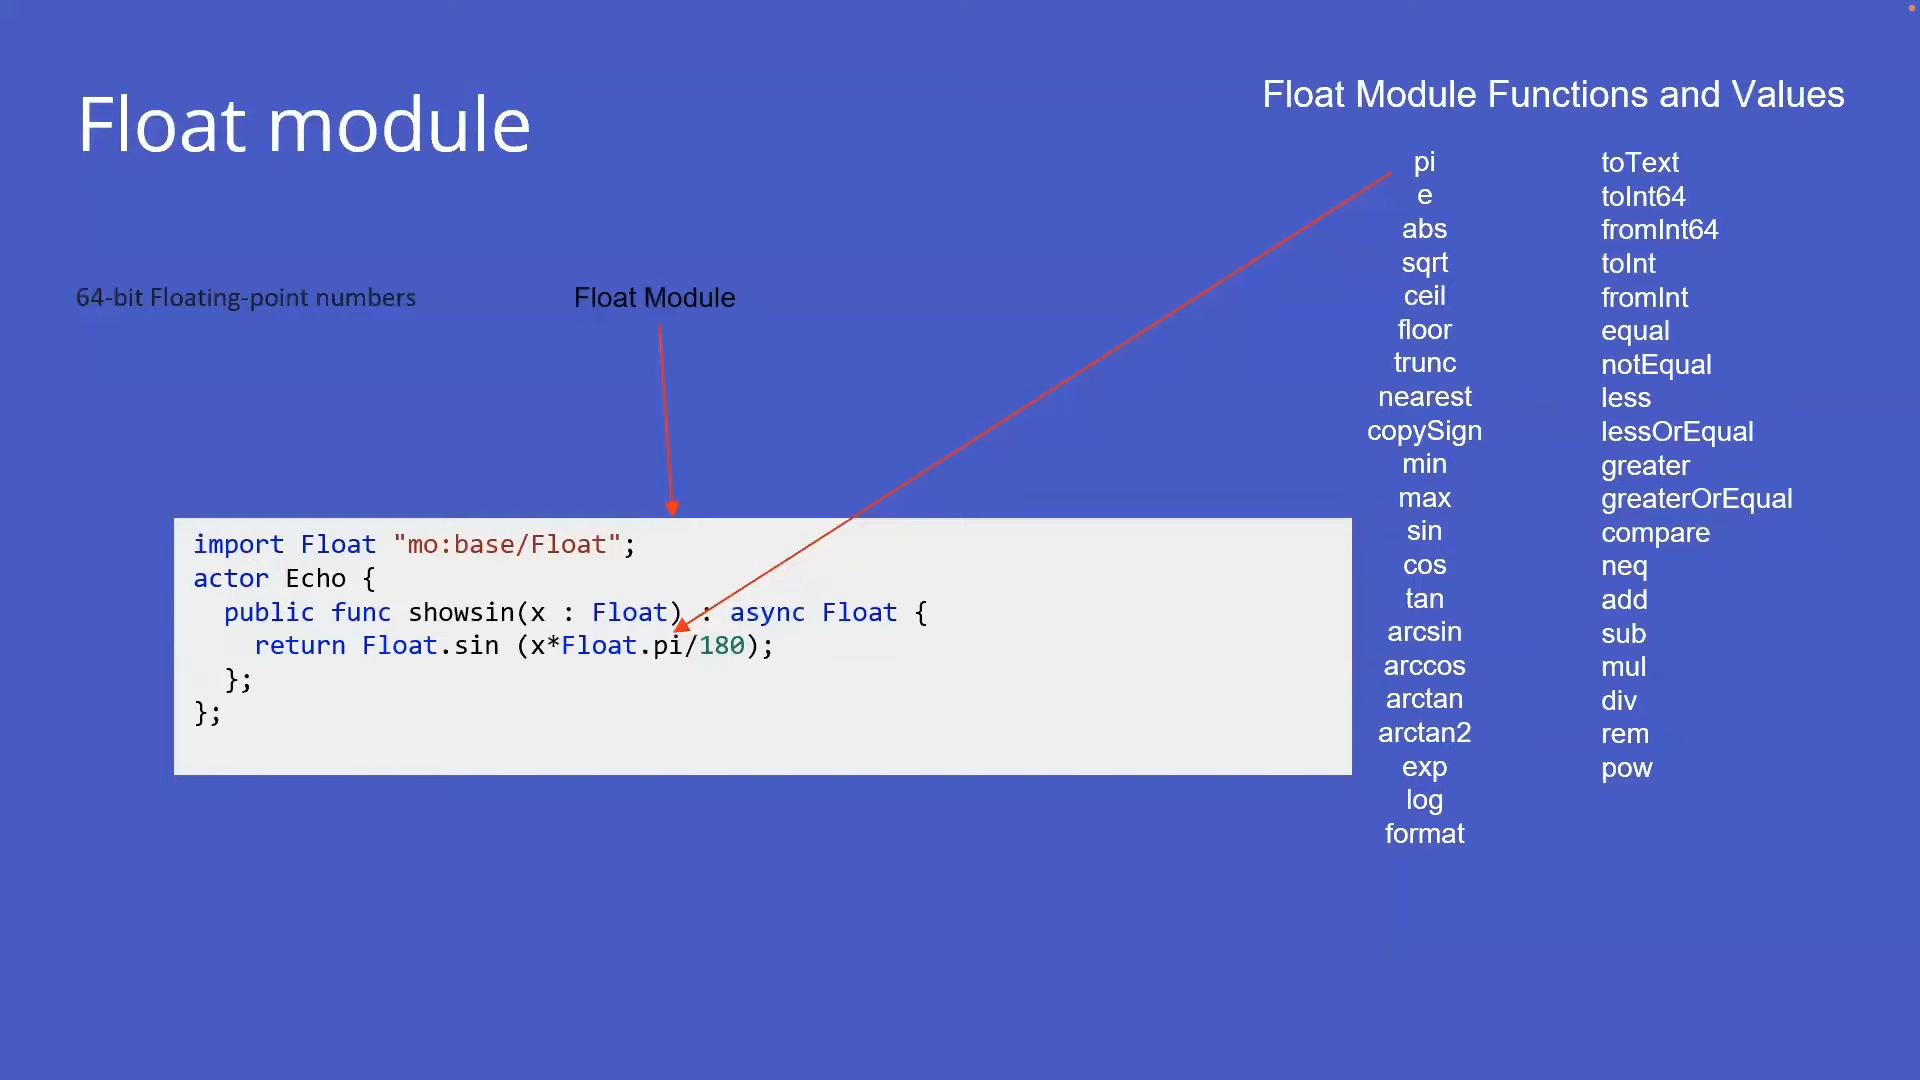 Float module
64-bit Floating-point numbers
Float Module
import Float "mo:base/Float";
actor Echo {
  public func showsin(x : Float) : async Float {
    return Float.sin (x*Float.pi/180);
  };
};
Float Module Functions and Values
pi
e
abs
sqrt
ceil
floor
trunc
nearest
copySign
min
max
sin
cos
tan
arcsin
arccos
arctan
arctan2
exp
log
format
toText
toInt64
fromInt64
toInt
fromInt
equal
notEqual
less
lessOrEqual
greater
greaterOrEqual
compare
neq
add
sub
mul
div
rem
pow